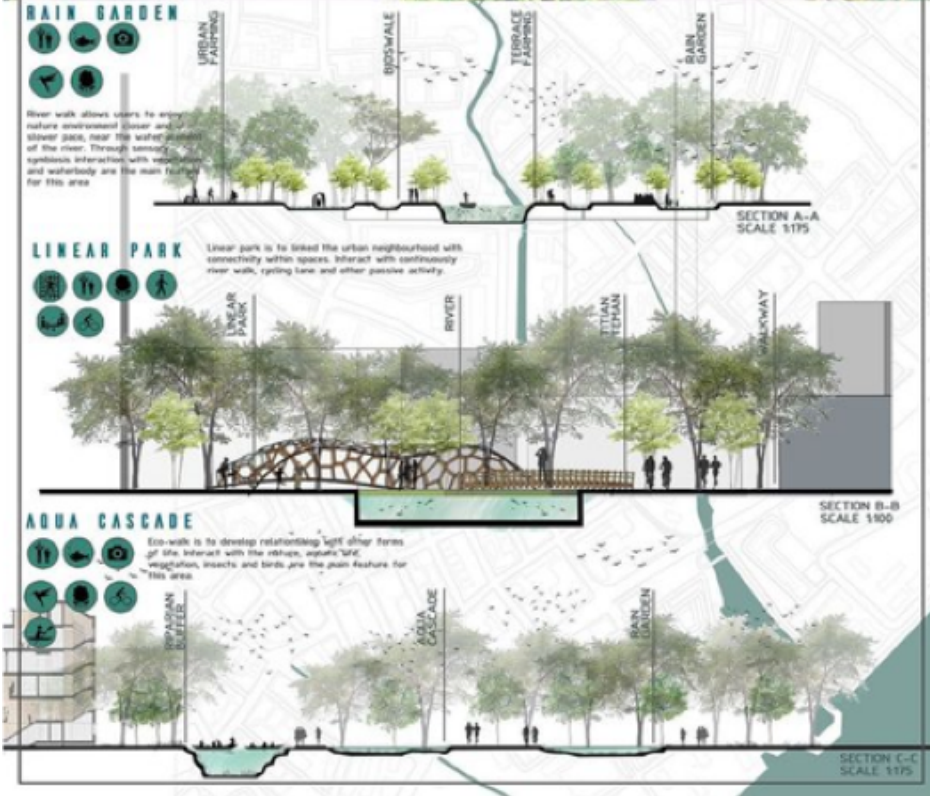 RAIN GARDEN
URBAN
FARMING
BIOSWALE
TERRACE
FARMING
RAIN
GARDEN
River walk allows users to enjoy
nature environment closer and
slower pace, near the water element
of the river. Through sensory
symbiosis interaction with vegetation
and waterbody are the main feature
for this area
SECTION A-A
SCALE 1:175
LINEAR PARK
Linear park is to linked the urban neighbourhood with
connectivity within spaces. Interact with continuously
river walk, cycling lane and other passive activity.
LINEAR
PARK
RIVER
TITIAN
TEMAN
WALKWAY
SECTION B-B
SCALE 1:100
AQUA CASCADE
Eco-walk is to develop relationship with other forms
of life. Interact with the nature, aquatic life,
vegetation, insects and birds are the main feature for
this area
RIPARIAN
BUFFER
AQUA
CASCADE
RAIN
GARDEN
SECTION C-C
SCALE 1:175